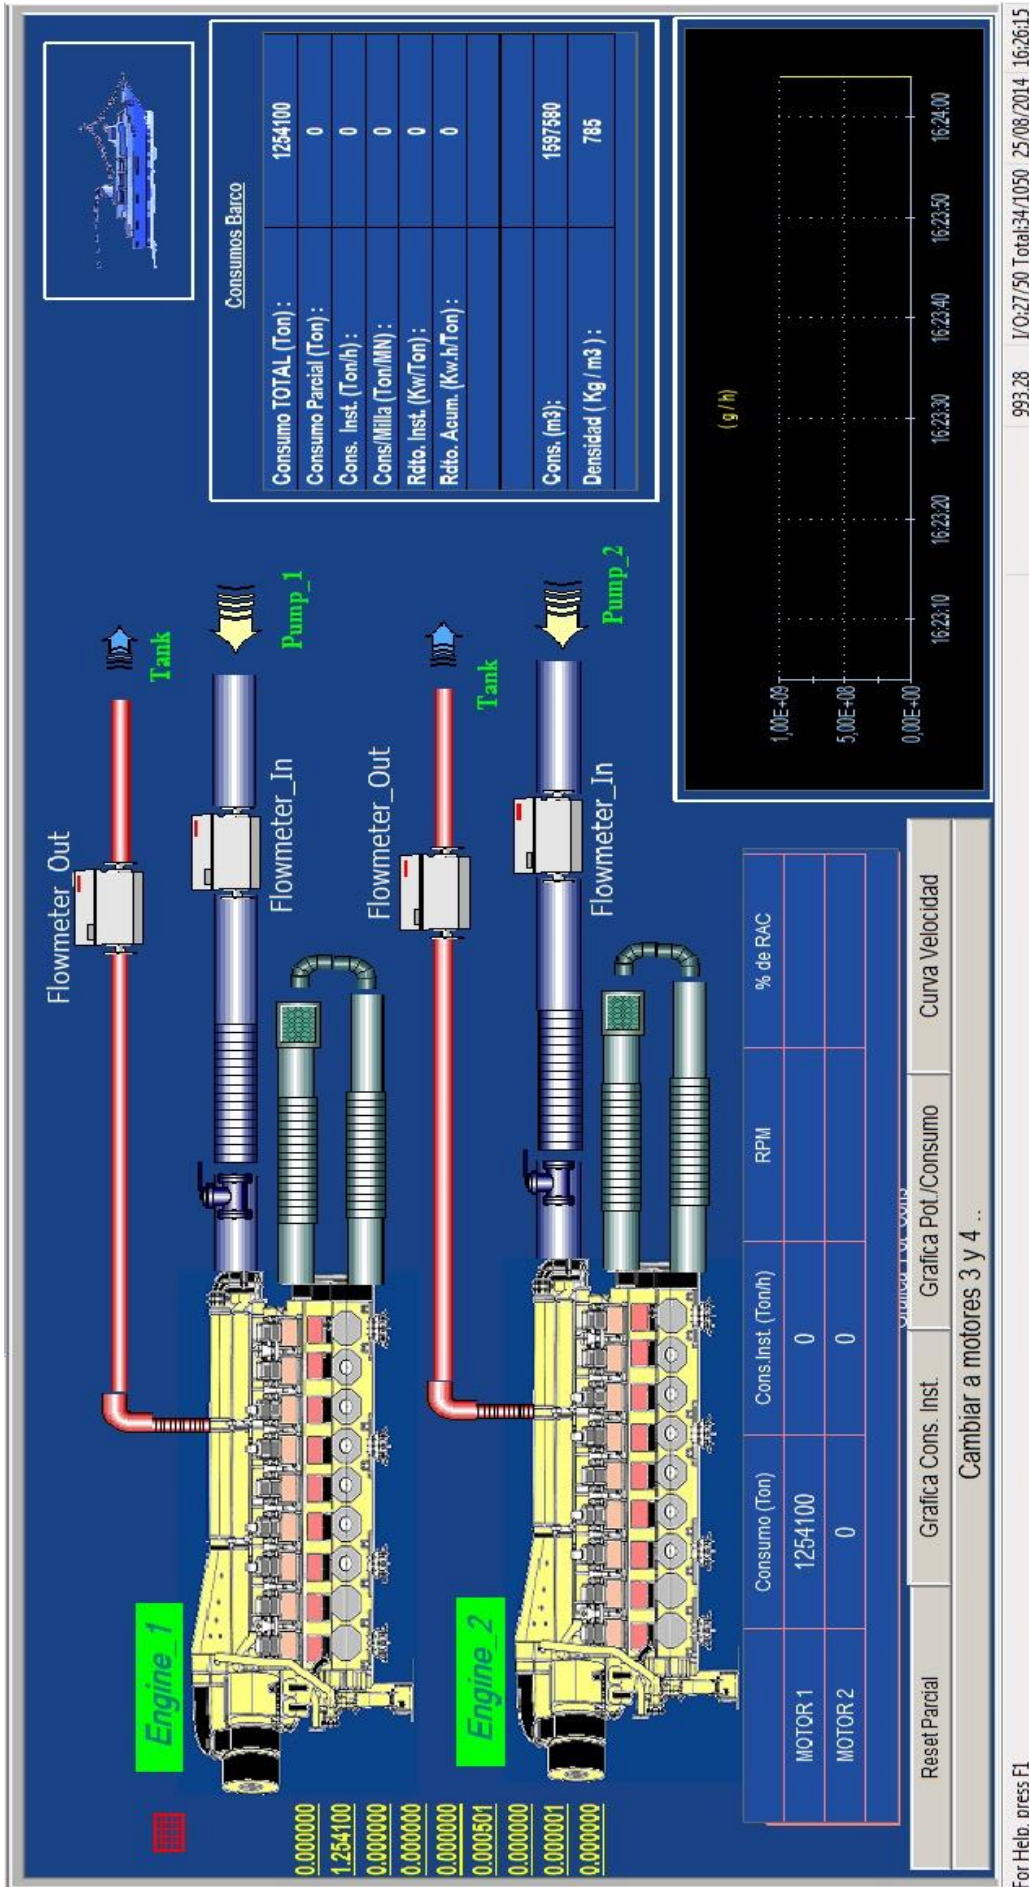 Flowmeter_Out
Engine_1
Tank
Pump_1
Flowmeter_In
0.000000
1.254100
0.000000
0.000000
0.000000
0.000501
0.000000
0.000001
0.000000
Flowmeter_Out
Engine_2
Tank
Pump_2
Flowmeter_In
Consumos Barco
Consumo TOTAL (Ton) : 1254100
Consumo Parcial (Ton) : 0
Cons. Inst. (Ton/h) : 0
Cons/Milla (Ton/MN) : 0
Rdto. Inst. (Kw/Ton) : 0
Rdto. Acum. (Kw.h/Ton) : 0
Cons. (m3): 1597580
Densidad ( Kg / m3 ) : 785
Consumo (Ton) Cons.Inst. (Ton/h) RPM % de RAC
MOTOR 1 1254100 0
MOTOR 2 0 0
( g / h)
1,00E+09
5,00E+08
0,00E+00
16:23:10 16:23:20 16:23:30 16:23:40 16:23:50 16:24:00
Reset Parcial Grafica Cons. Inst. Grafica Pot./Consumo Curva Velocidad
Cambiar a motores 3 y 4 ..
For Help, press F1 993.28 I/O:27/50 Total:34/1050 25/08/2014 16:26:15